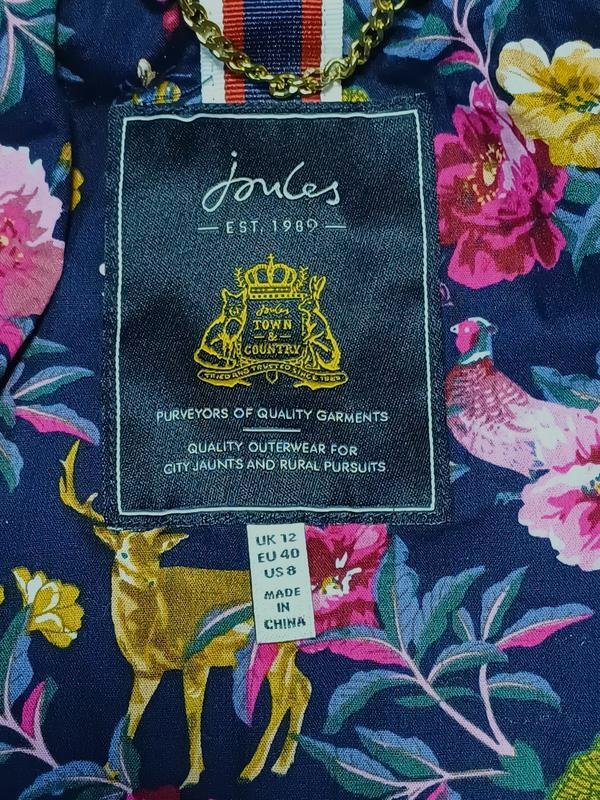 Joules
EST. 1989
Joules
TOWN
&
COUNTRY
TRIED AND TRUSTED SINCE 1989
PURVEYORS OF QUALITY GARMENTS
QUALITY OUTERWEAR FOR
CITY JAUNTS AND RURAL PURSUITS
UK 12
EU 40
US 8
MADE
IN
CHINA